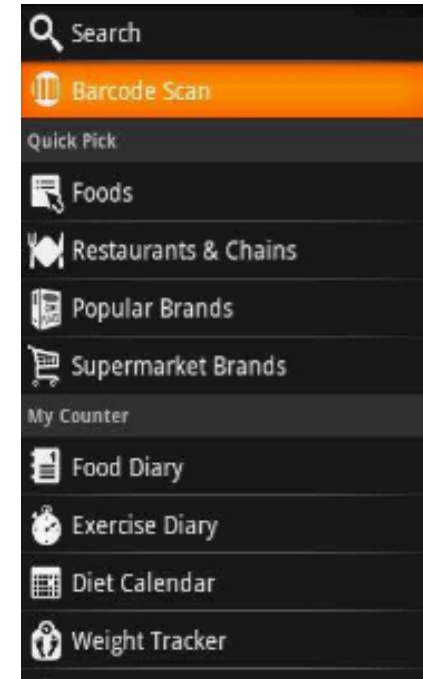 Search
Barcode Scan
Quick Pick
Foods
Restaurants & Chains
Popular Brands
Supermarket Brands
My Counter
Food Diary
Exercise Diary
Diet Calendar
Weight Tracker